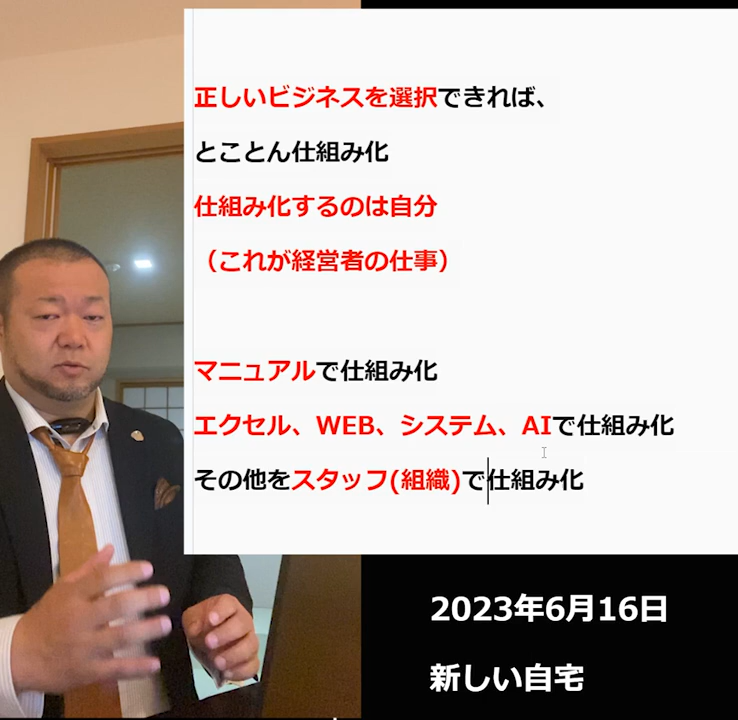 正しいビジネスを選択できれば、
とことん仕組み化
仕組み化するのは自分
（これが経営者の仕事）
マニュアルで仕組み化
エクセル、WEB、システム、AIで仕組み化
その他をスタッフ(組織)で仕組み化
2023年6月16日
新しい自宅